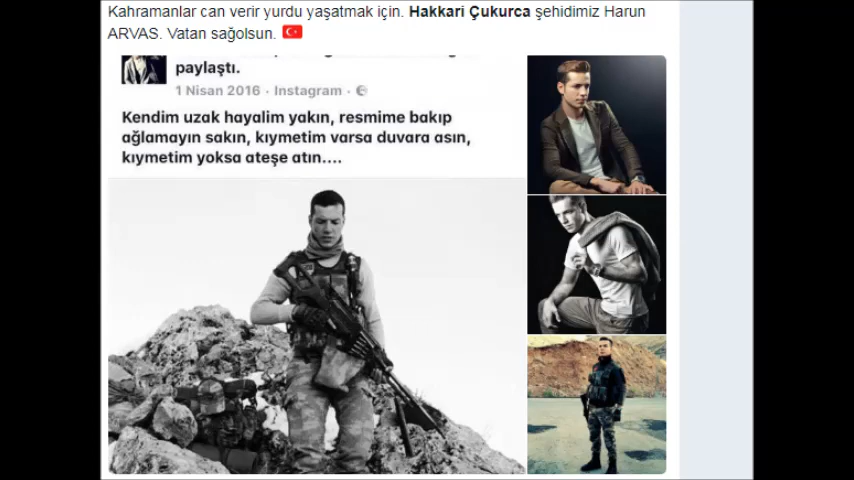 Kahramanlar can verir yurdu yaşatmak için. Hakkari Çukurca şehidimiz Harun
ARVAS. Vatan sağolsun.
paylaştı.
1 Nisan 2016 · Instagram ·
Kendim uzak hayalim yakın, resmime bakıp
ağlamayın sakın, kıymetim varsa duvara asın,
kıymetim yoksa ateşe atın....